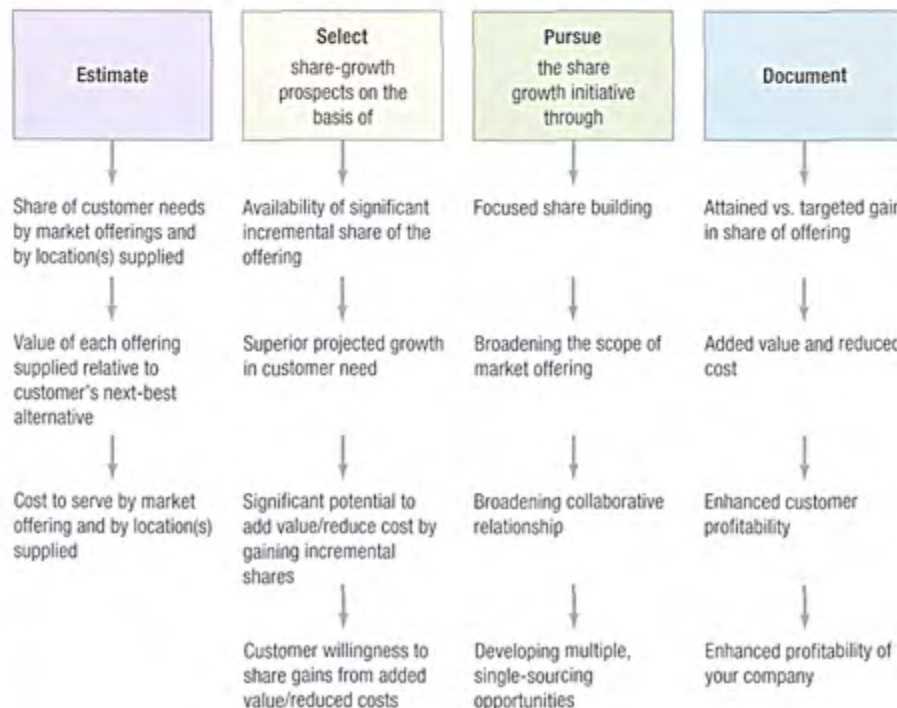 Estimate
Select
share-growth
prospects on the
basis of
Pursue
the share
growth initiative
through
Document
Share of customer needs
by market offerings and
by location(s) supplied
Value of each offering
supplied relative to
customer's next-best
alternative
Cost to serve by market
offering and by location(s)
supplied
Availability of significant
incremental share of the
offering
Superior projected growth
in customer need
Significant potential to
add value/reduce cost by
gaining incremental
shares
Customer willingness to
share gains from added
value/reduced costs
Focused share building
Broadening the scope of
market offering
Broadening collaborative
relationship
Developing multiple,
single-sourcing
opportunities
Attained vs. targeted gain
in share of offering
Added value and reduced
cost
Enhanced customer
profitability
Enhanced profitability of
your company